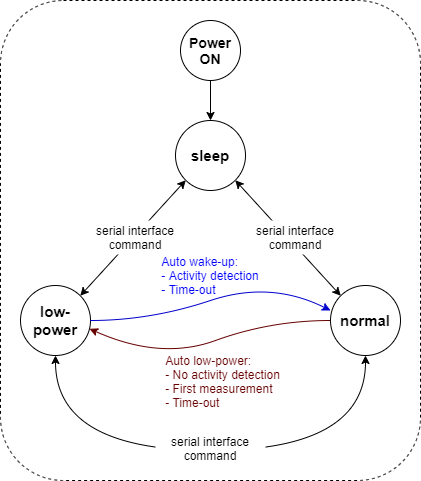 Power
ON
sleep
serial interface
command
serial interface
command
Auto wake-up:
- Activity detection
- Time-out
low-
power
normal
Auto low-power:
- No activity detection
- First measurement
- Time-out
serial interface
command